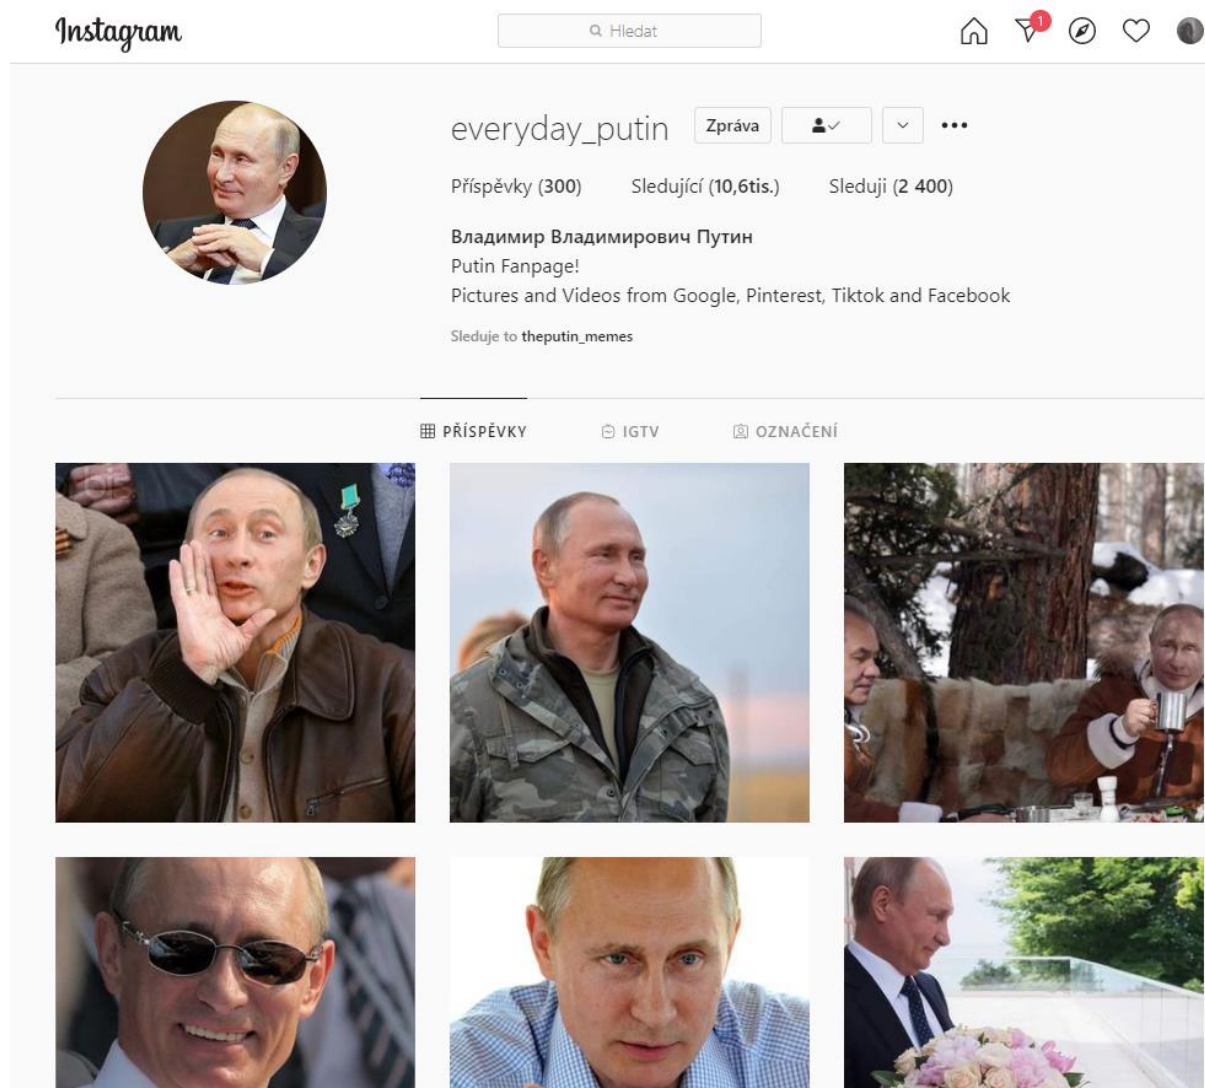 Instagram
Hledat
1
everyday_putin Zpráva
Příspěvky (300) Sledující (10,6tis.) Sleduji (2 400)
Владимир Владимирович Путин
Putin Fanpage!
Pictures and Videos from Google, Pinterest, Tiktok and Facebook
Sleduje to theputin_memes
PŘÍSPĚVKY IGTV OZNAČENÍ